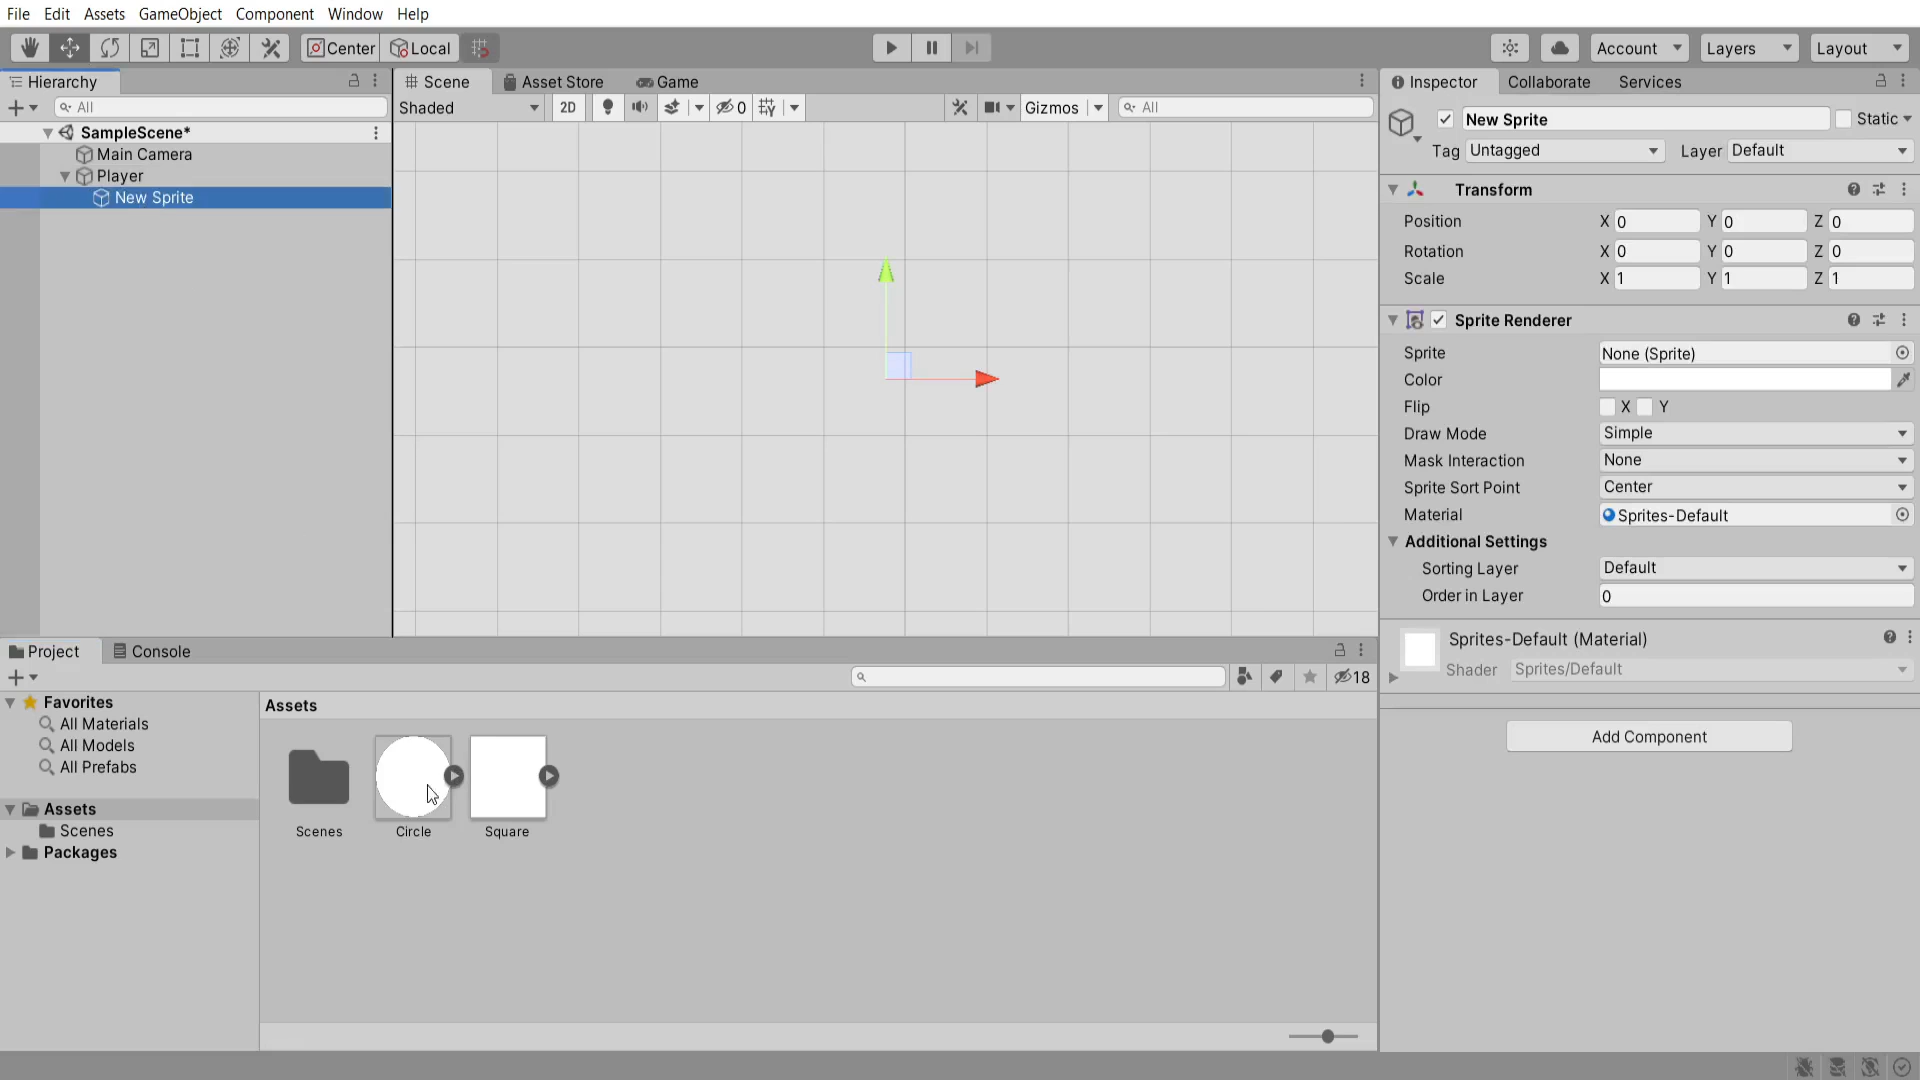 File Edit Assets GameObject Component Window Help
Center Local Account Layers Layout
Hierarchy
All
SampleScene*
Main Camera
Player
New Sprite
Scene Asset Store Game
Shaded 2D 0 Gizmos All
Inspector Collaborate Services
New Sprite Static
Tag Untagged Layer Default
Transform
Position X 0 Y 0 Z 0
Rotation X 0 Y 0 Z 0
Scale X 1 Y 1 Z 1
Sprite Renderer
Sprite None (Sprite)
Color
Flip X Y
Draw Mode Simple
Mask Interaction None
Sprite Sort Point Center
Material Sprites-Default
Additional Settings
Sorting Layer Default
Order in Layer 0
Sprites-Default (Material)
Shader Sprites/Default
Add Component
Project Console
18
Favorites
All Materials
All Models
All Prefabs
Assets
Scenes
Packages
Assets
Scenes Circle Square